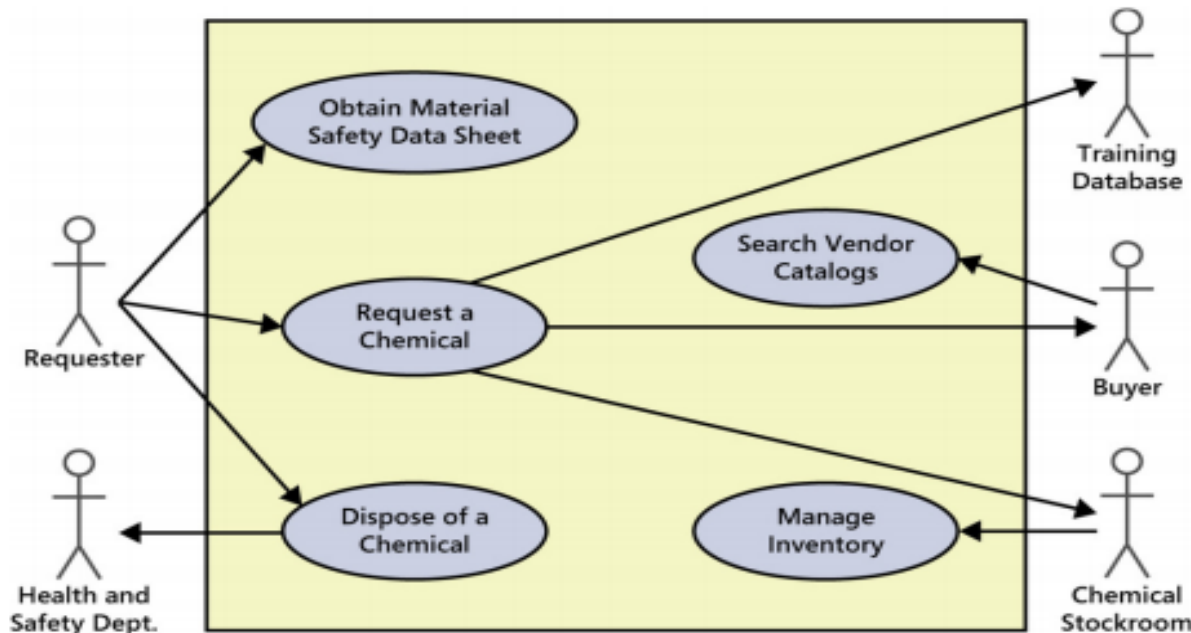 Obtain Material
Safety Data Sheet
Training
Database
Search Vendor
Catalogs
Request a
Chemical
Requester
Buyer
Dispose of a
Chemical
Manage
Inventory
Health and
Safety Dept.
Chemical
Stockroom